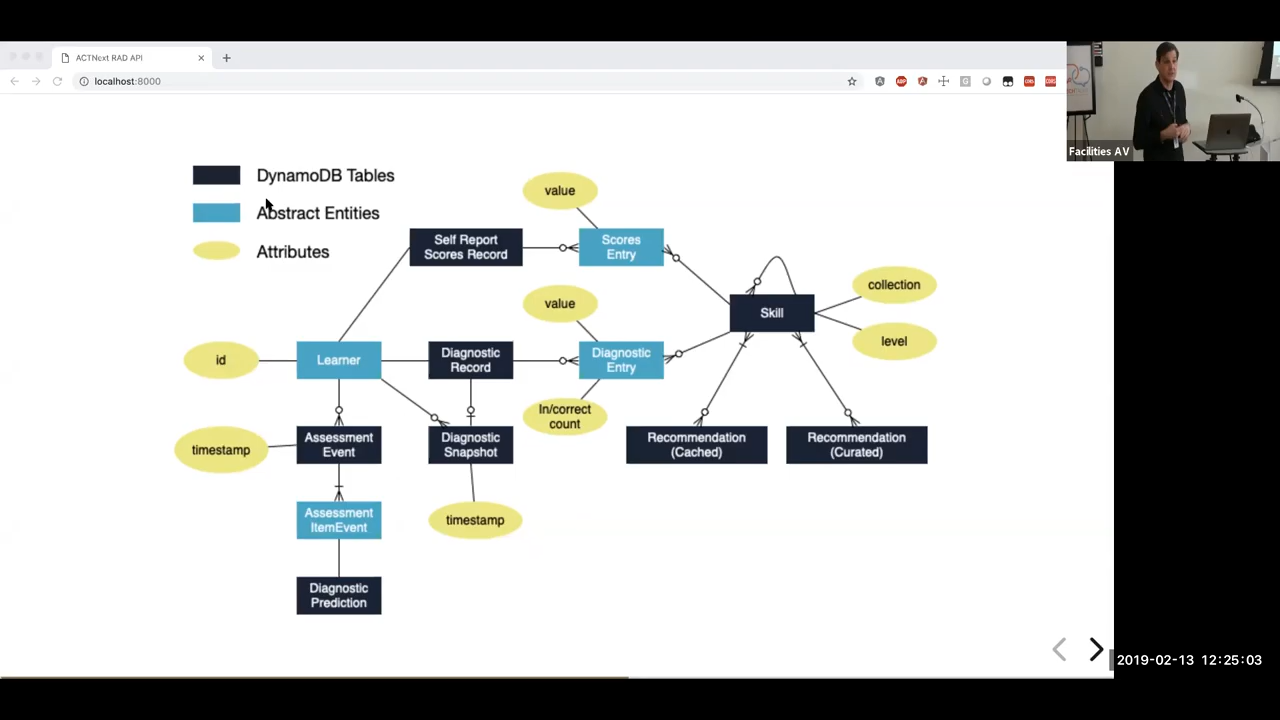 ACTNext RAD API
localhost:8000
Facilities AV
DynamoDB Tables
Abstract Entities
Attributes
value
Self Report
Scores Record
Scores
Entry
collection
Skill
level
value
id
Learner
Diagnostic
Record
Diagnostic
Entry
In/correct
count
timestamp
Assessment
Event
Diagnostic
Snapshot
Recommendation
(Cached)
Recommendation
(Curated)
Assessment
ItemEvent
timestamp
Diagnostic
Prediction
2019-02-13 12:25:03